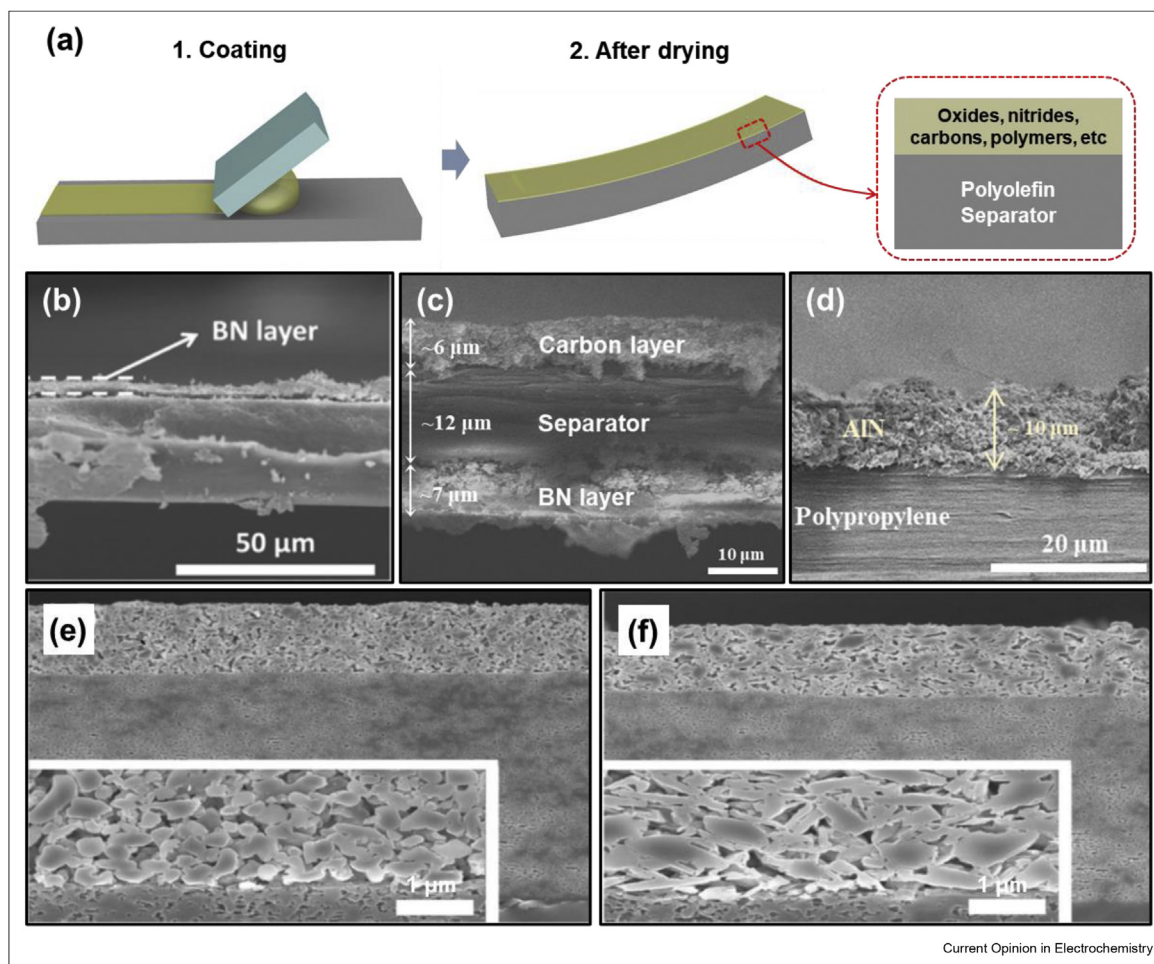 (a)
1. Coating
2. After drying
Oxides, nitrides,
carbons, polymers, etc
Polyolefin
Separator
(b)
BN layer
50 μm
(c)
~6 μm
Carbon layer
~12 μm
Separator
~7 μm
BN layer
10 μm
(d)
AlN
~ 10 μm
Polypropylene
20 μm
(e)
1 μm
(f)
1 μm
Current Opinion in Electrochemistry